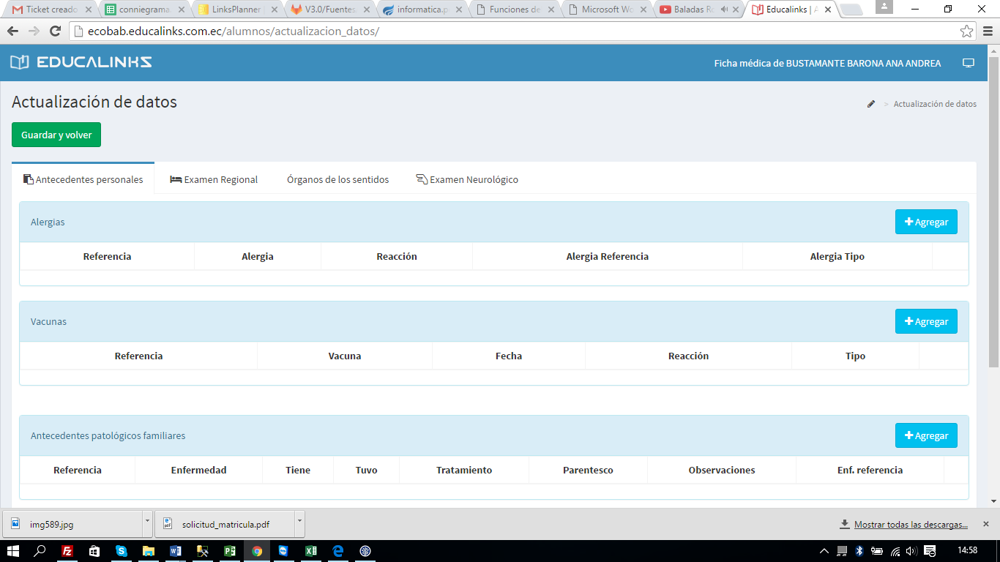 Ticket creado
conniegrama
LinksPlanner
V3.0/Fuentes
informatica.p
Funciones de
Microsoft Wo
Baladas Ro
Educalinks | A
ecobab.educalinks.com.ec/alumnos/actualizacion_datos/
EDUCALINKS
Ficha médica de BUSTAMANTE BARONA ANA ANDREA
Actualización de datos
> Actualización de datos
Guardar y volver
Antecedentes personales Examen Regional Órganos de los sentidos Examen Neurológico
Alergias
Agregar
Referencia Alergia Reacción Alergia Referencia Alergia Tipo
Vacunas
Agregar
Referencia Vacuna Fecha Reacción Tipo
Antecedentes patológicos familiares
Agregar
Referencia Enfermedad Tiene Tuvo Tratamiento Parentesco Observaciones Enf. referencia
img589.jpg
solicitud_matricula.pdf
Mostrar todas las descargas...
14:58